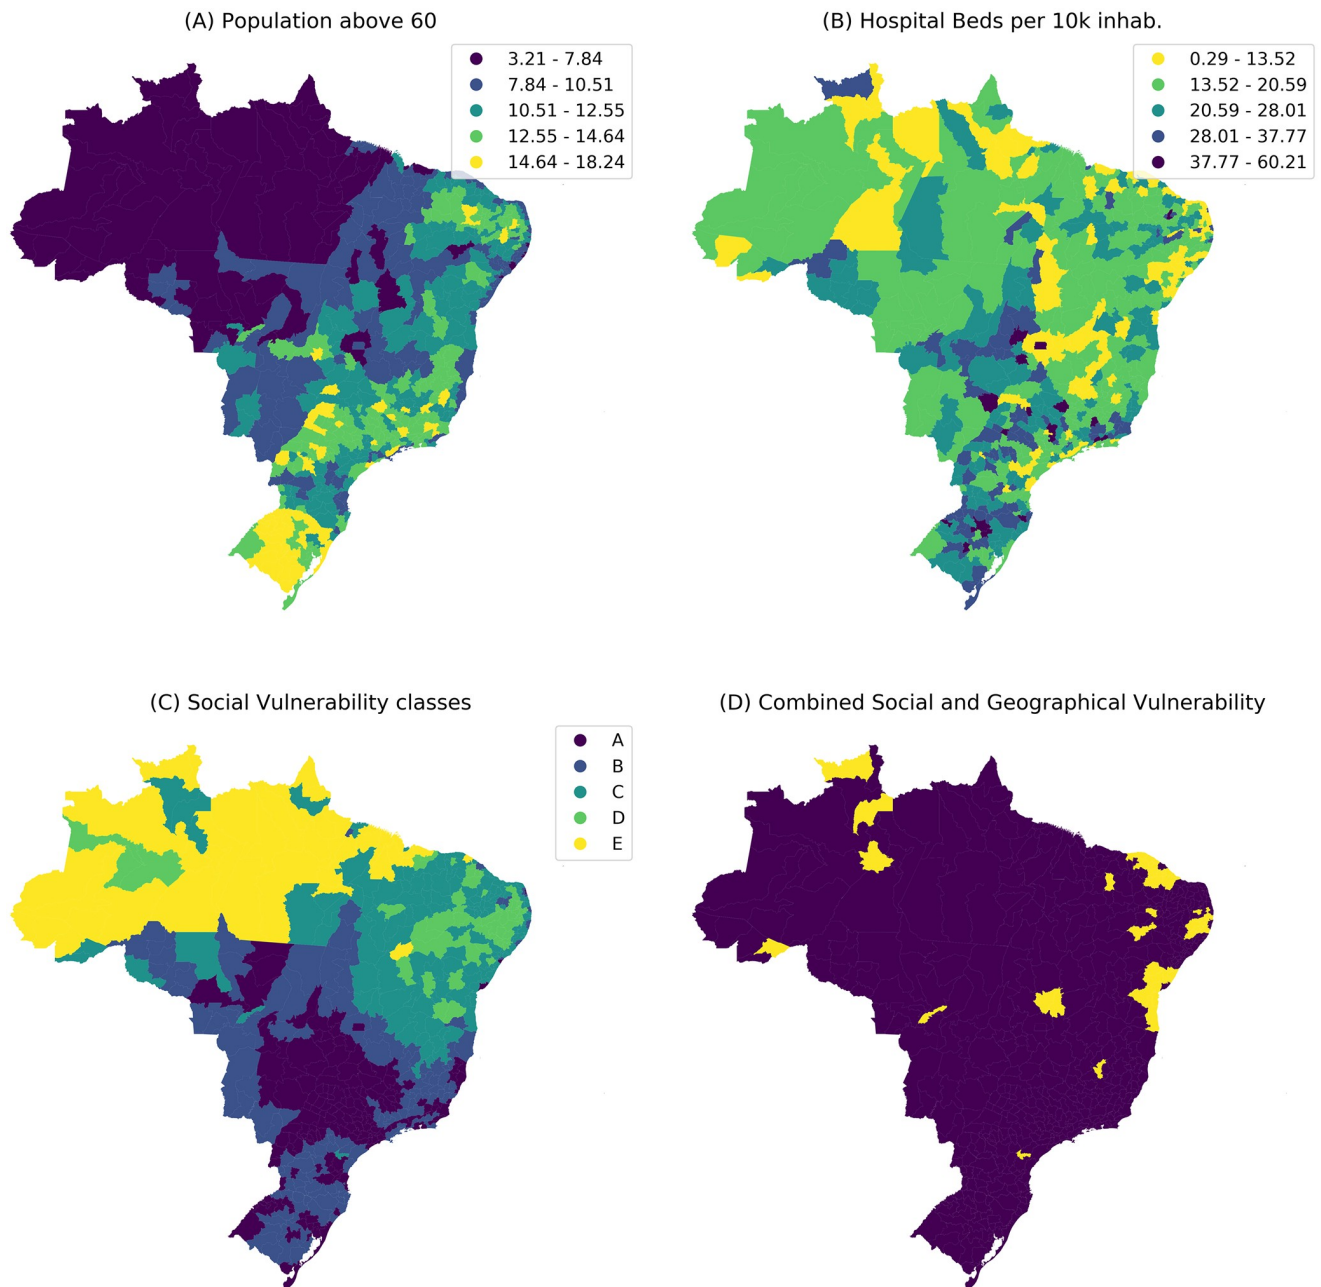 (A) Population above 60
3.21 - 7.84
7.84 - 10.51
10.51 - 12.55
12.55 - 14.64
14.64 - 18.24
(B) Hospital Beds per 10k inhab.
0.29 - 13.52
13.52 - 20.59
20.59 - 28.01
28.01 - 37.77
37.77 - 60.21
(C) Social Vulnerability classes
A
B
C
D
E
(D) Combined Social and Geographical Vulnerability